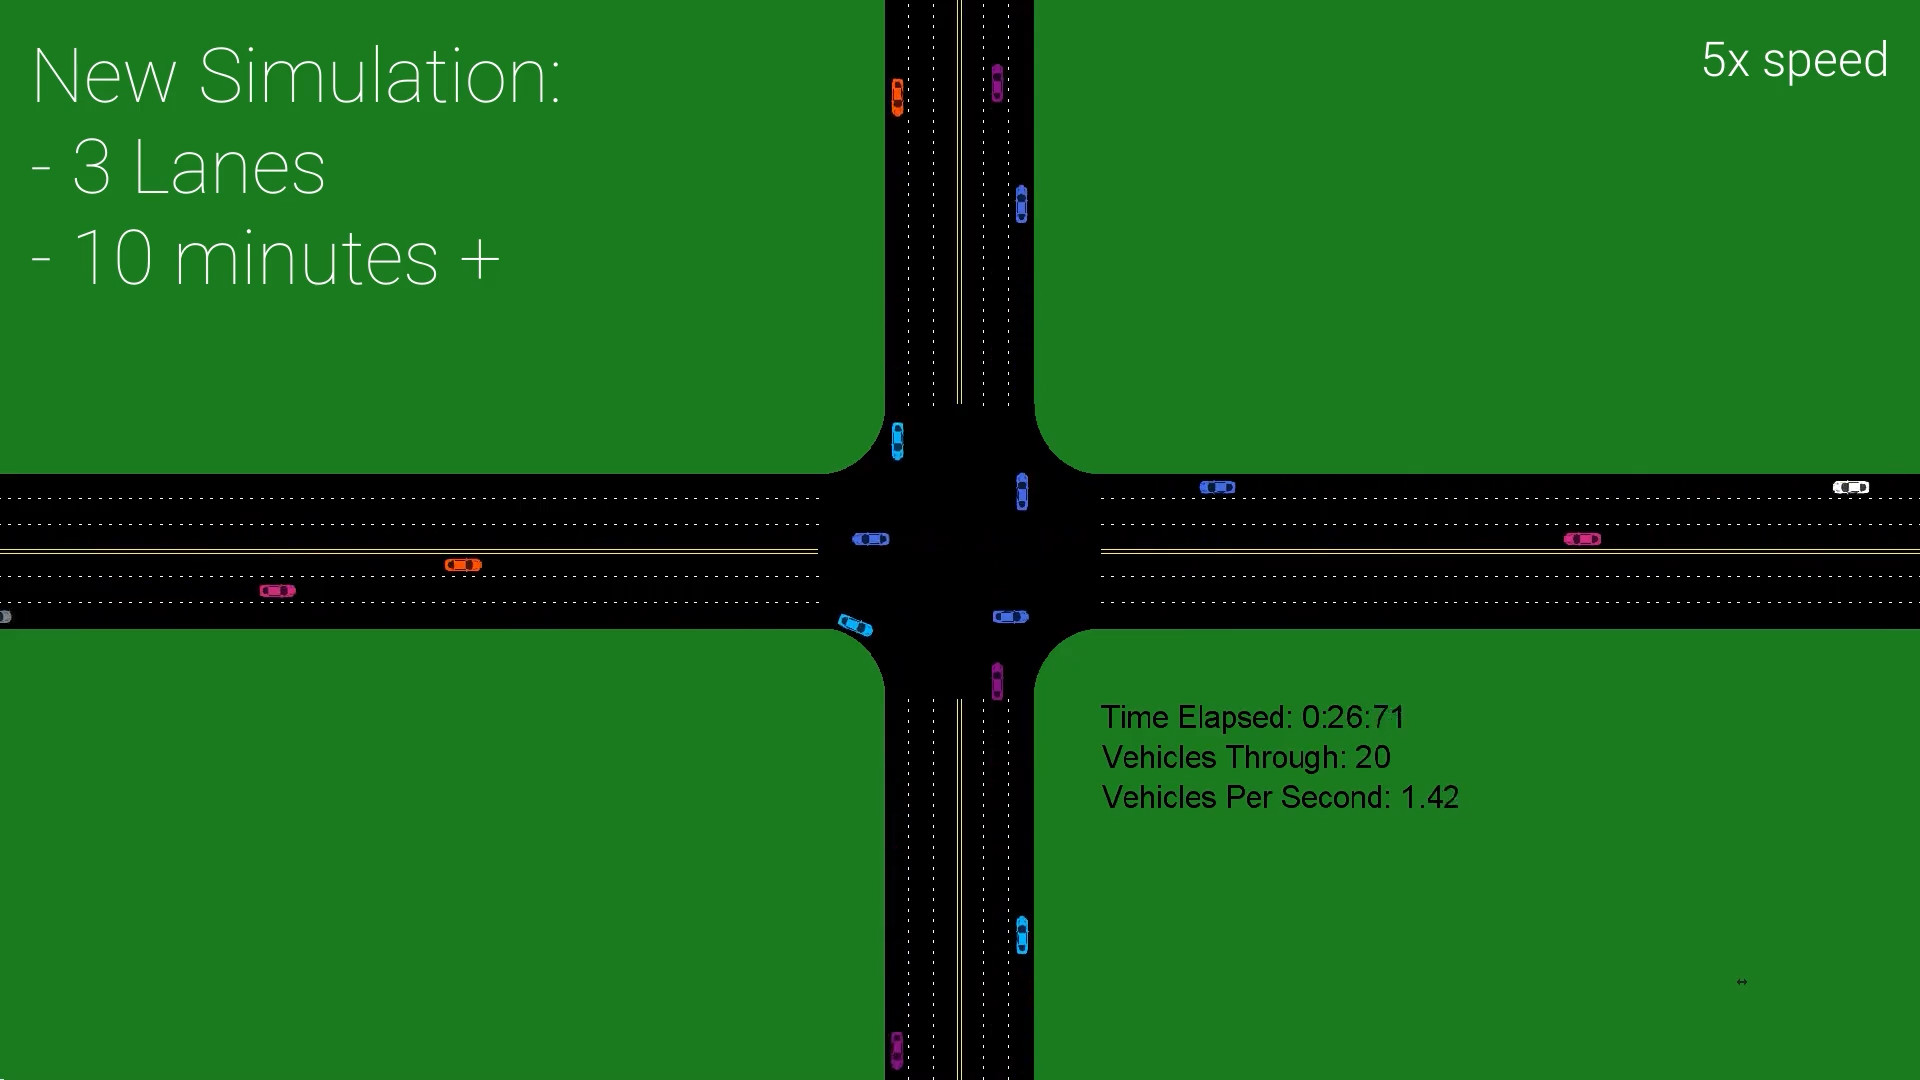 New Simulation:
- 3 Lanes
- 10 minutes +
5x speed
Time Elapsed: 0:26:71
Vehicles Through: 20
Vehicles Per Second: 1.42